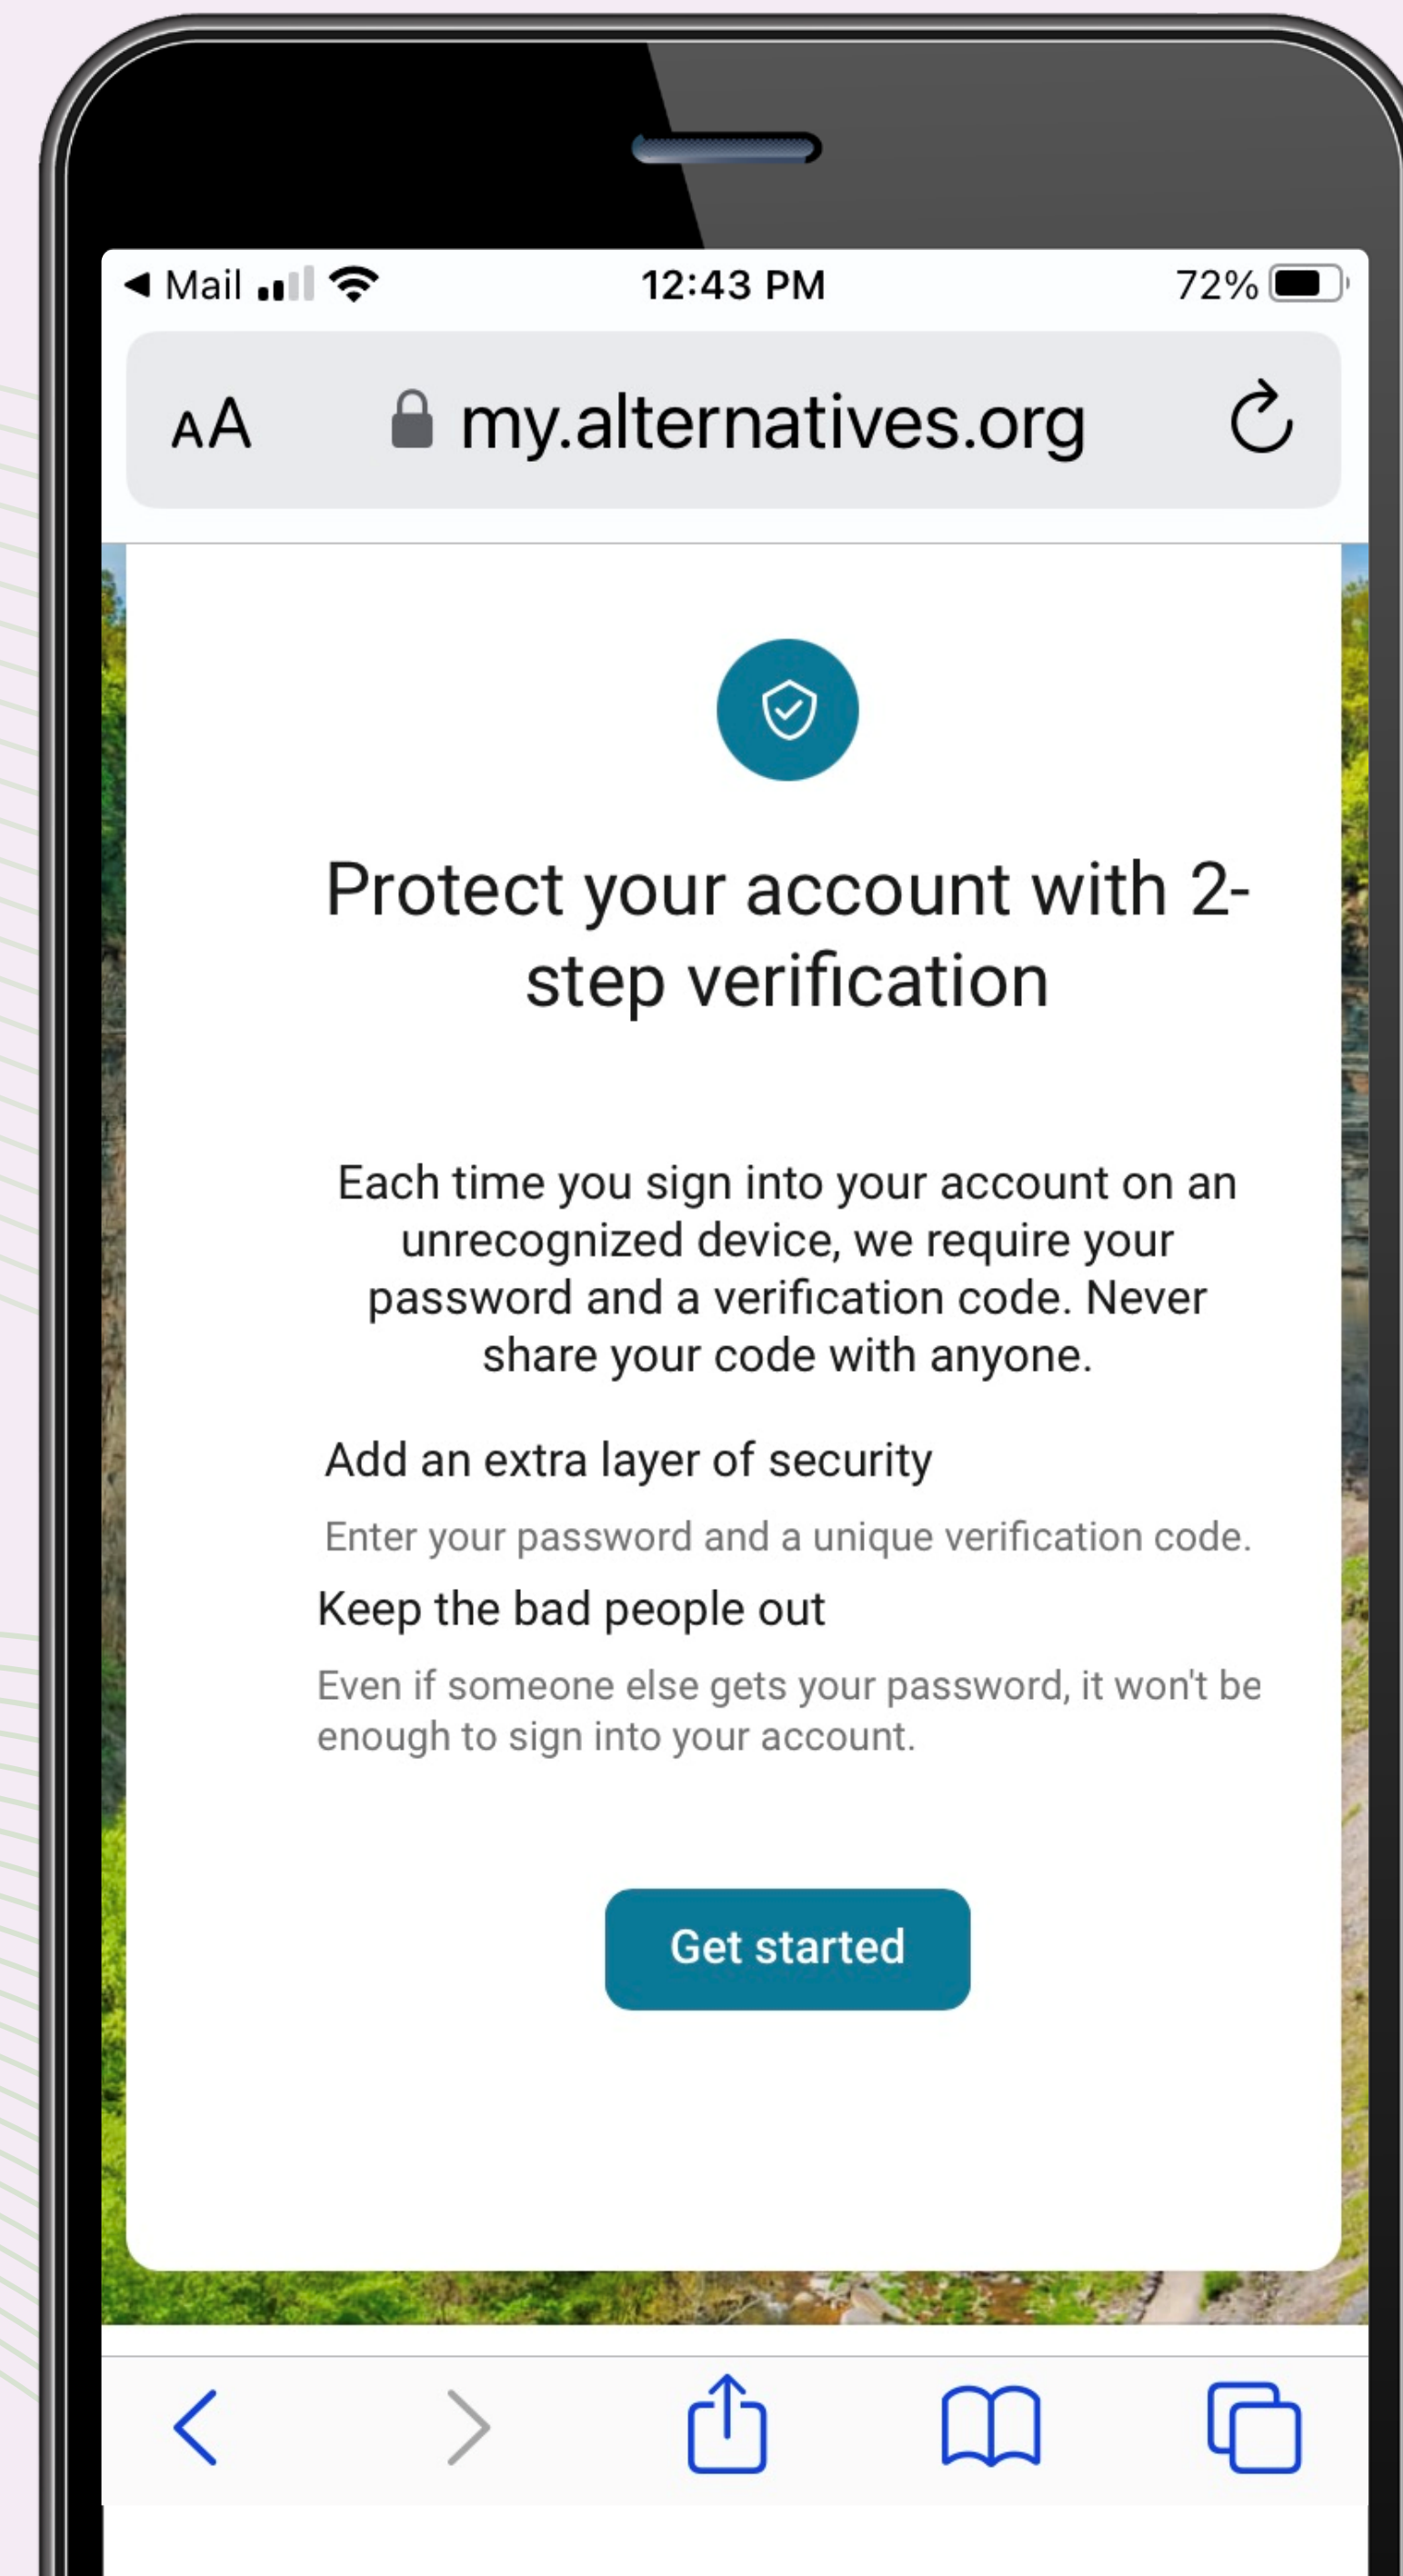 Mail
12:43 PM
72%
AA
my.alternatives.org
Protect your account with 2-
step verification
Each time you sign into your account on an
unrecognized device, we require your
password and a verification code. Never
share your code with anyone.
Add an extra layer of security
Enter your password and a unique verification code.
Keep the bad people out
Even if someone else gets your password, it won't be
enough to sign into your account.
Get started